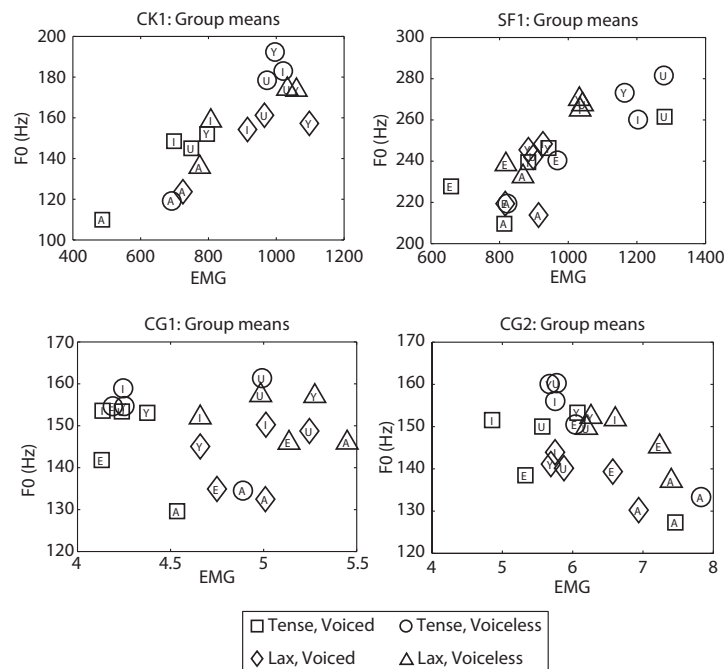 CK1: Group means
F0 (Hz)
200
180
160
140
120
100
Y
I
U
U
Y
I
Y
U
I
I
Y
U
A
A
A
A
400 600 800 1000 1200
EMG
SF1: Group means
F0 (Hz)
300
280
260
240
220
200
U
Y
I
U
U
Y
Y
E
E
A
E
E
A
A
A
400
600 800 1000 1200 1400
EMG
CG1: Group means
F0 (Hz)
170
160
150
140
130
120
U
I
U
Y
I
Y
I
I
U
Y
E
A
E
E
A
A
A
4 4.5 5 5.5
EMG
CG2: Group means
F0 (Hz)
170
160
150
140
130
120
Y
U
I
Y
Y
I
I
U
E
U
E
I
Y
U
E
E
A
A
A
A
4 5 6 7 8
EMG
Tense, Voiced Tense, Voiceless
Lax, Voiced Lax, Voiceless